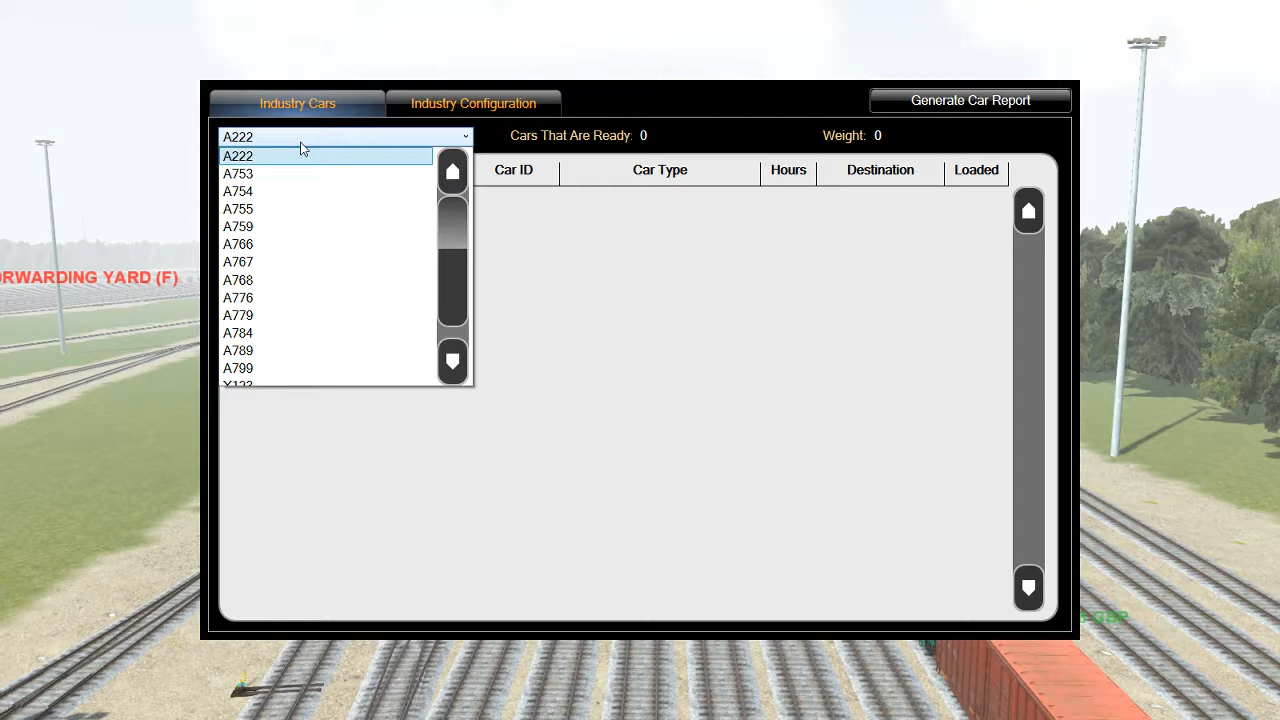 Industry Cars
Industry Configuration
Generate Car Report
A222
Cars That Are Ready: 0
Weight: 0
Car ID
Car Type
Hours
Destination
Loaded
A222
A753
A754
A755
A759
A766
A767
A768
A776
A779
A784
A789
A799
ORWARDING YARD (F)